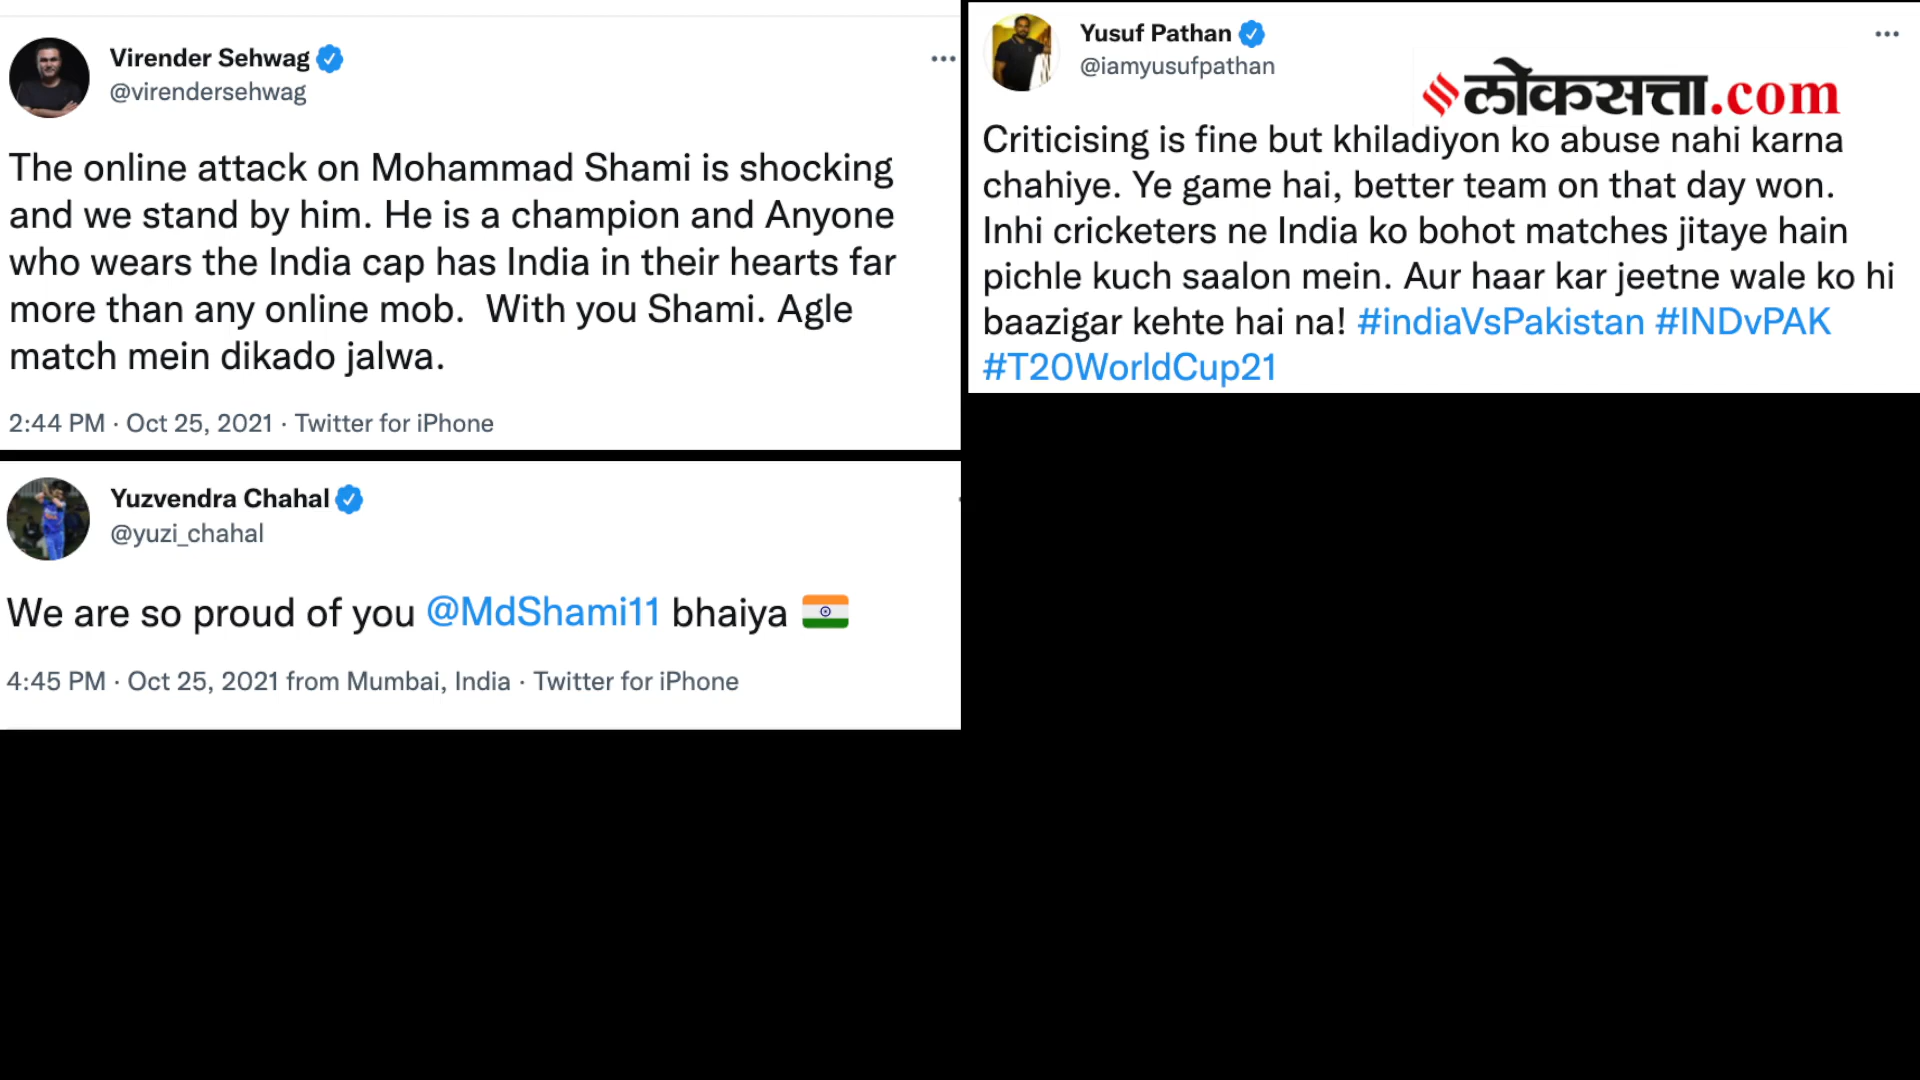 Virender Sehwag
@virendersehwag
The online attack on Mohammad Shami is shocking
and we stand by him. He is a champion and Anyone
who wears the India cap has India in their hearts far
more than any online mob.  With you Shami. Agle
match mein dikado jalwa.
2:44 PM · Oct 25, 2021 · Twitter for iPhone
Yuzvendra Chahal
@yuzi_chahal
We are so proud of you @MdShami11 bhaiya 🇮🇳
4:45 PM · Oct 25, 2021 from Mumbai, India · Twitter for iPhone
Yusuf Pathan
@iamyusufpathan
लोकसत्ता.com
Criticising is fine but khiladiyon ko abuse nahi karna
chahiye. Ye game hai, better team on that day won.
Inhi cricketers ne India ko bohot matches jitaye hain
pichle kuch saalon mein. Aur haar kar jeetne wale ko hi
baazigar kehte hai na! #indiaVsPakistan #INDvPAK
#T20WorldCup21